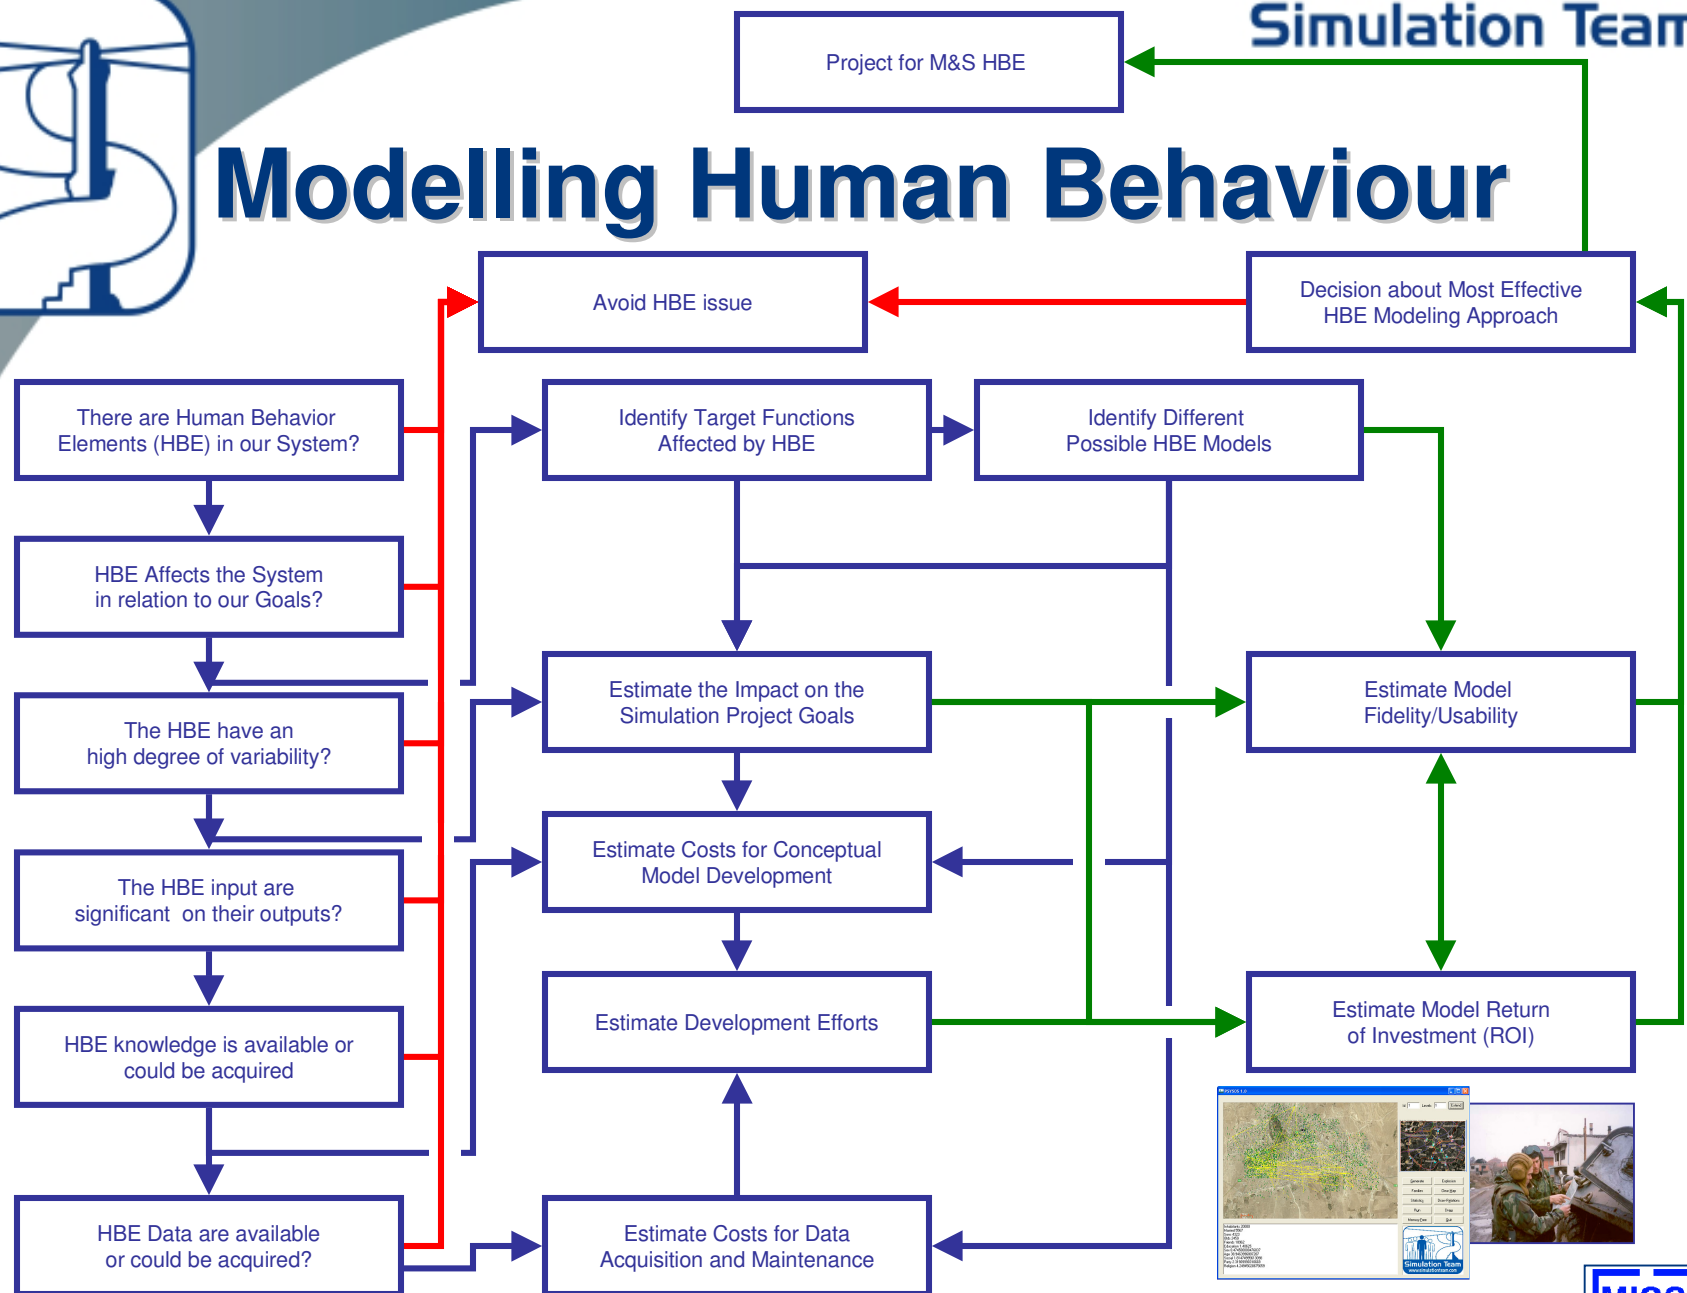 Simulation Team
Project for M&S HBE
Modelling Human Behaviour
Avoid HBE issue
Decision about Most Effective
HBE Modeling Approach
There are Human Behavior
Elements (HBE) in our System?
Identify Target Functions
Affected by HBE
Identify Different
Possible HBE Models
HBE Affects the System
in relation to our Goals?
The HBE have an
high degree of variability?
Estimate the Impact on the
Simulation Project Goals
Estimate Model
Fidelity/Usability
The HBE input are
significant on their outputs?
Estimate Costs for Conceptual
Model Development
HBE knowledge is available or
could be acquired
Estimate Development Efforts
Estimate Model Return
of Investment (ROI)
HBE Data are available
or could be acquired?
Estimate Costs for Data
Acquisition and Maintenance
Simulation Team
www.simulationteam.com